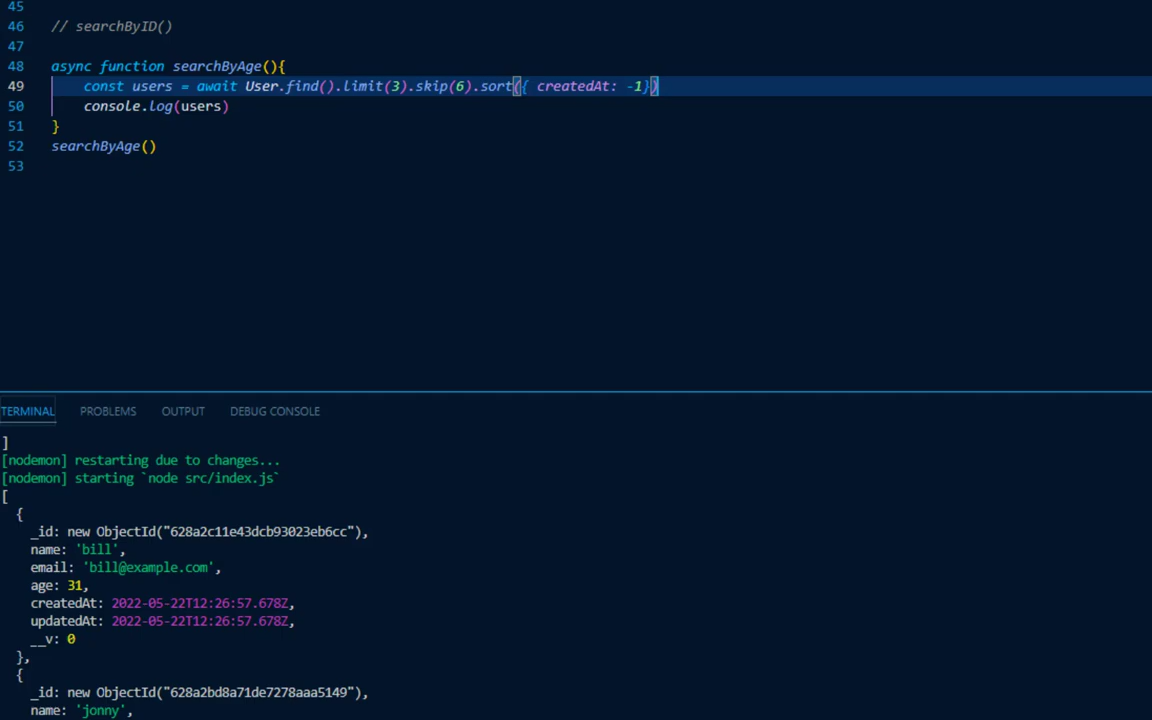 45
46 // searchByID()
47
48 async function searchByAge(){
49 const users = await User.find().limit(3).skip(6).sort({ createdAt: -1})
50 console.log(users)
51 }
52 searchByAge()
53
TERMINAL PROBLEMS OUTPUT DEBUG CONSOLE
]
[nodemon] restarting due to changes...
[nodemon] starting `node src/index.js`
[
{
_id: new ObjectId("628a2c11e43dcb93023eb6cc"),
name: 'bill',
email: 'bill@example.com',
age: 31,
createdAt: 2022-05-22T12:26:57.678Z,
updatedAt: 2022-05-22T12:26:57.678Z,
__v: 0
},
{
_id: new ObjectId("628a2bd8a71de7278aaa5149"),
name: 'jonny',